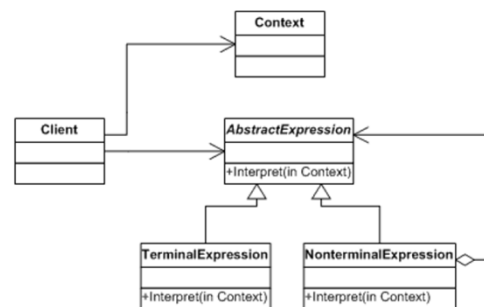 Context
Client
AbstractExpression
+Interpret(in Context)
TerminalExpression
NonterminalExpression
+Interpret(in Context)
+Interpret(in Context)